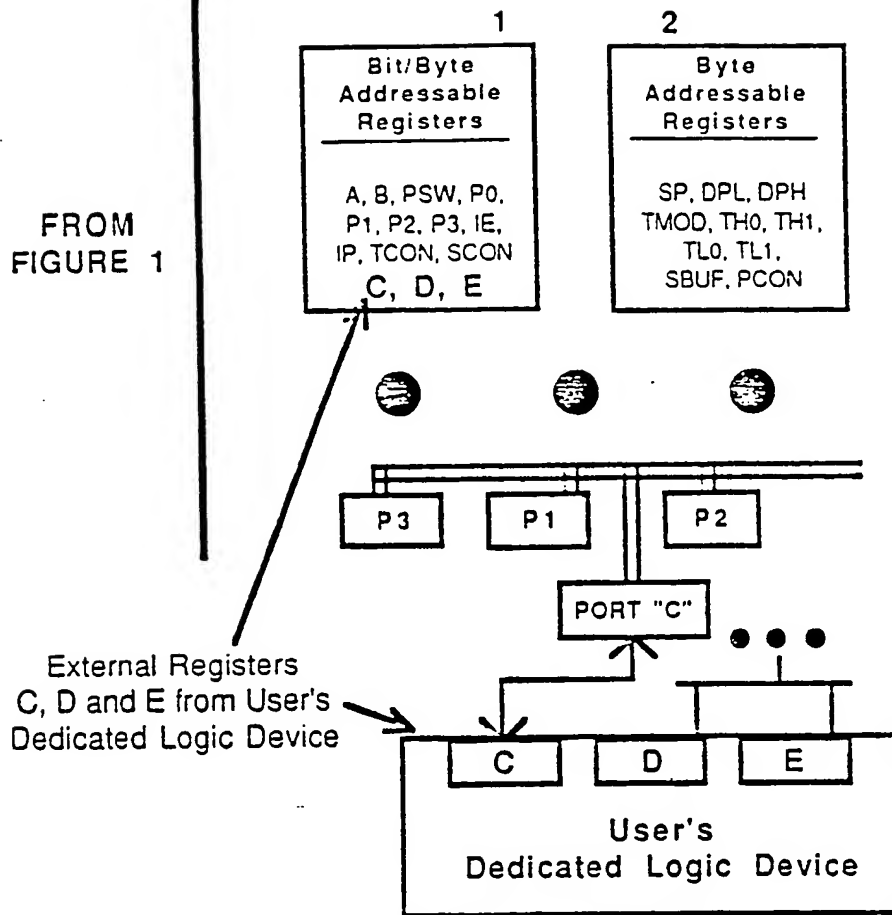 1
2
Bit/Byte
Addressable
Registers
A, B, PSW, P0,
P1, P2, P3, IE,
IP, TCON, SCON
C, D, E
Byte
Addressable
Registers
SP, DPL, DPH
TMOD, TH0, TH1,
TL0, TL1,
SBUF, PCON
FROM
FIGURE 1
P3
P1
P2
PORT "C"
External Registers
C, D and E from User's
Dedicated Logic Device
C
D
E
User's
Dedicated Logic Device